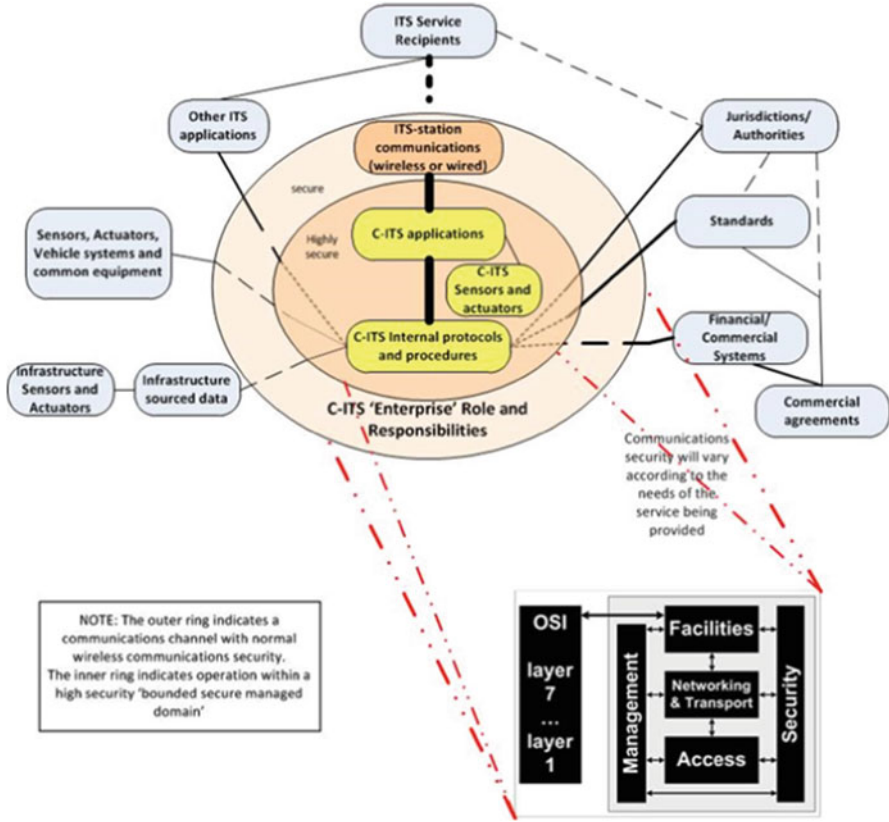 ITS Service
Recipients
Other ITS
applications
ITS-station
communications
(wireless or wired)
Jurisdictions/
Authorities
secure
Highly
secure
C-ITS applications
Standards
Sensors, Actuators,
Vehicle systems and
common equipment
C-ITS
Sensors and
actuators
C-ITS Internal protocols
and procedures
Financial/
Commercial
Systems
Infrastructure
Sensors and
Actuators
Infrastructure
sourced data
C-ITS 'Enterprise' Role and
Responsibilities
Commercial
agreements
Communications
security will vary
according to the
needs of the
service being
provided
NOTE: The outer ring indicates a
communications channel with normal
wireless communications security.
The inner ring indicates operation within a
high security 'bounded secure managed
domain'
OSI
layer
7
...
layer
1
Management
Facilities
Networking
& Transport
Access
Security